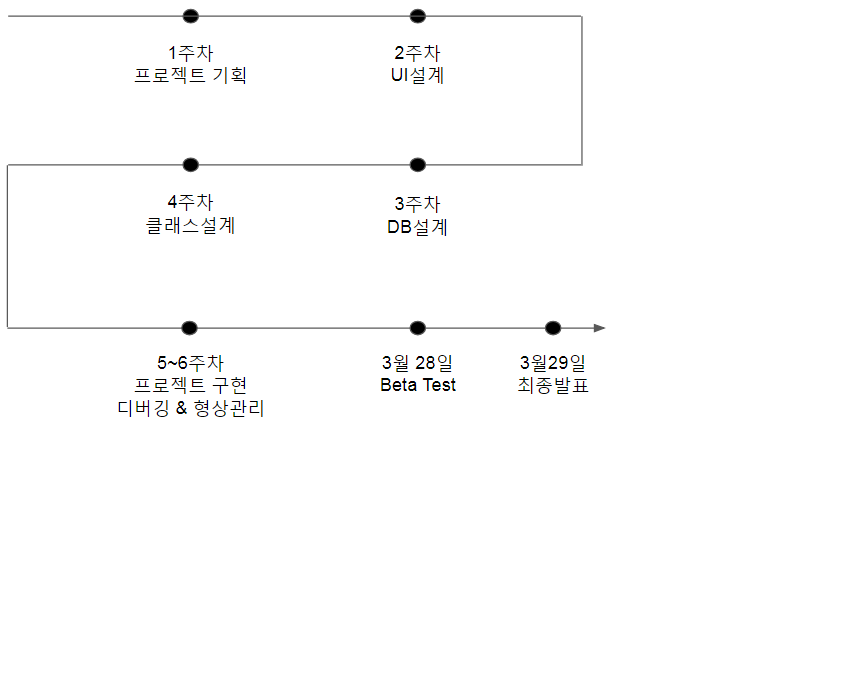 1주차
프로젝트 기획
2주차
UI설계
4주차
클래스설계
3주차
DB설계
5~6주차
프로젝트 구현
디버깅 & 형상관리
3월 28일
Beta Test
3월29일
최종발표